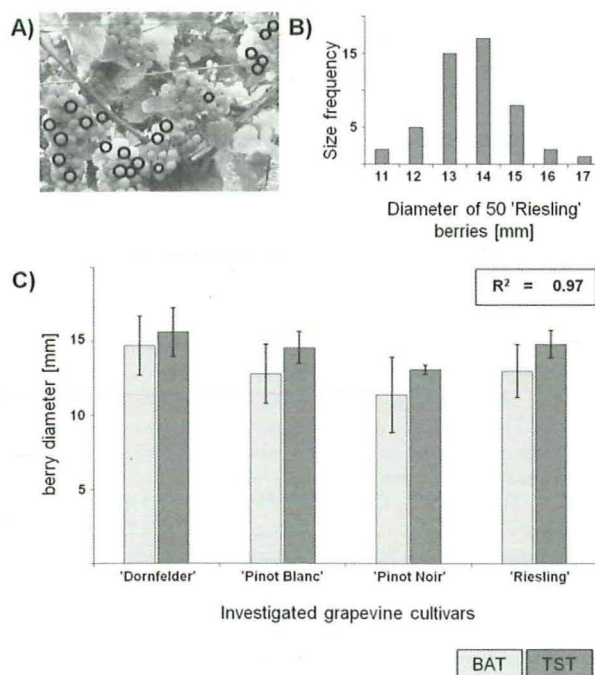 A)
B)
Size frequency
15
5
11 12 13 14 15 16 17
Diameter of 50 'Riesling'
berries [mm]
C)
R² = 0.97
berry diameter [mm]
15
10
5
'Dornfelder' 'Pinot Blanc' 'Pinot Noir' 'Riesling'
Investigated grapevine cultivars
BAT TST